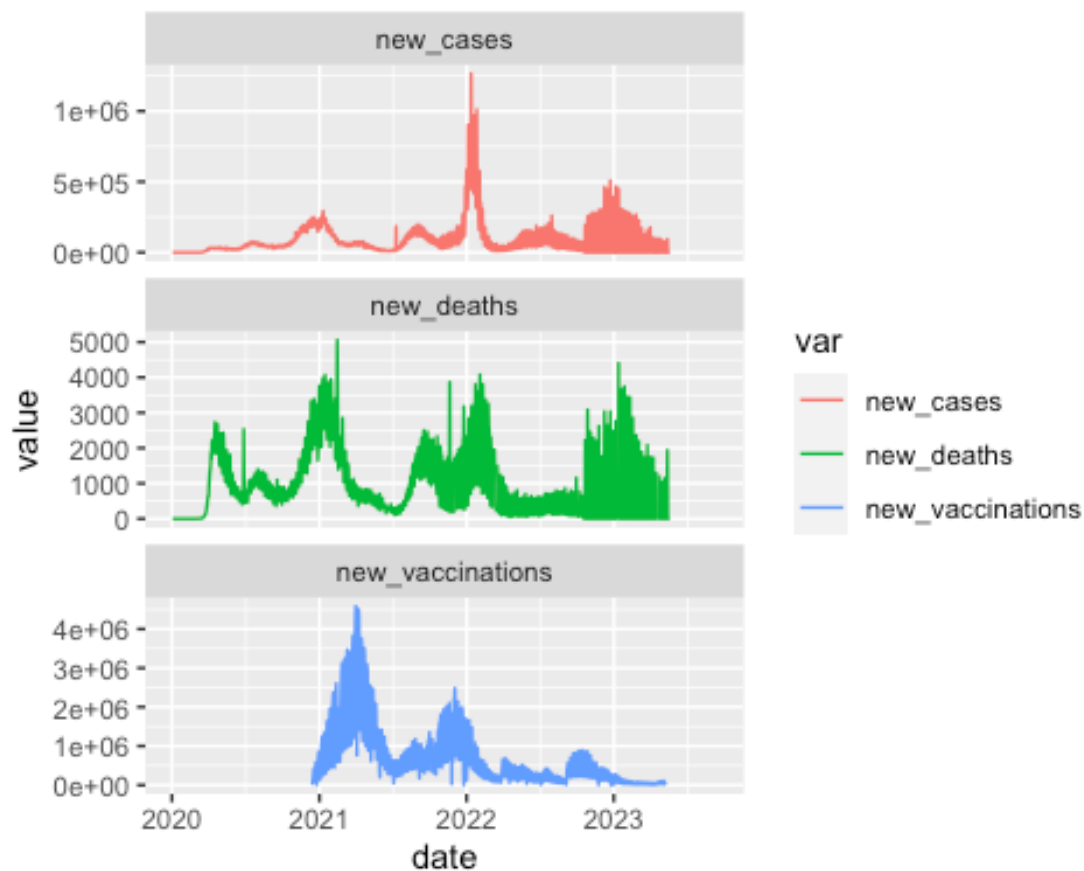 new_cases
1e+06
5e+05
0e+00
new_deaths
5000
4000
3000
2000
1000
0
value
new_vaccinations
4e+06
3e+06
2e+06
1e+06
0e+00
2020 2021 2022 2023
date
var
new_cases
new_deaths
new_vaccinations